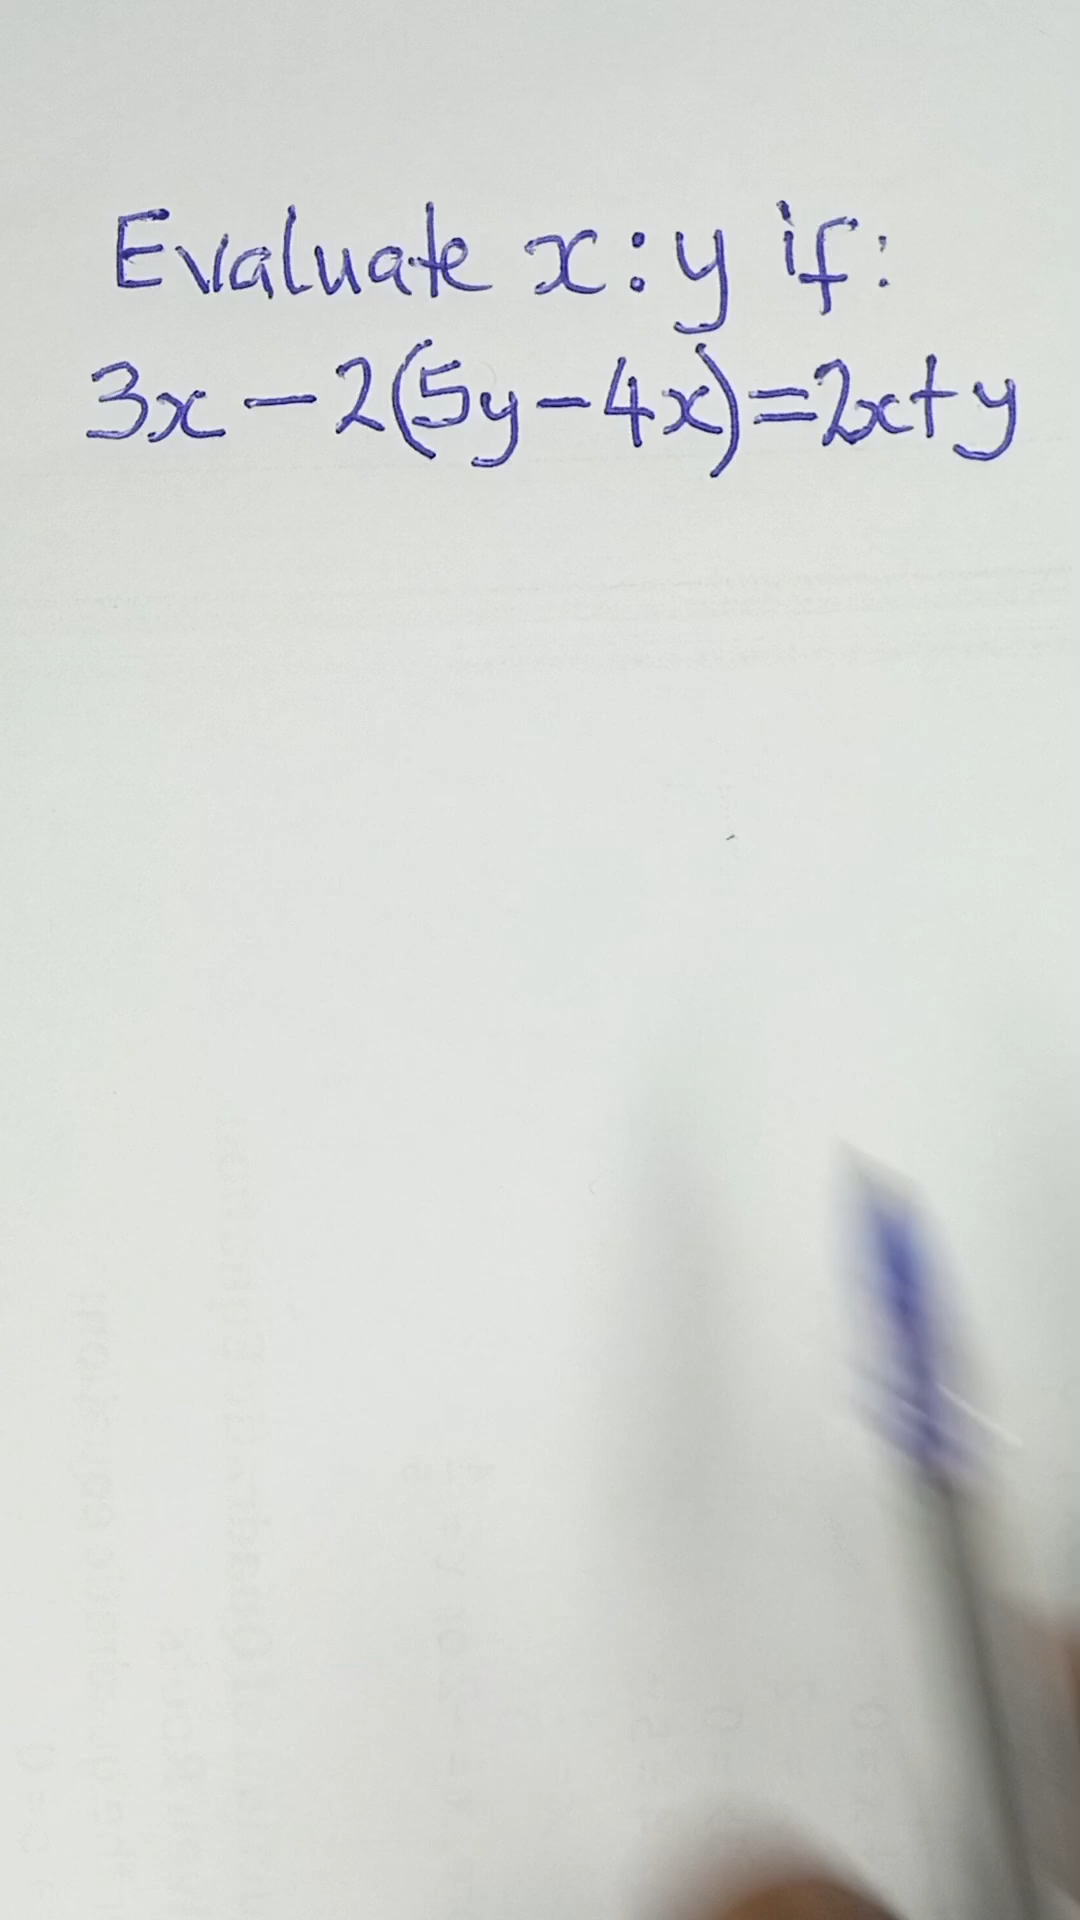 Evaluate x:y if:
3x - 2(5y - 4x) = 2x + y